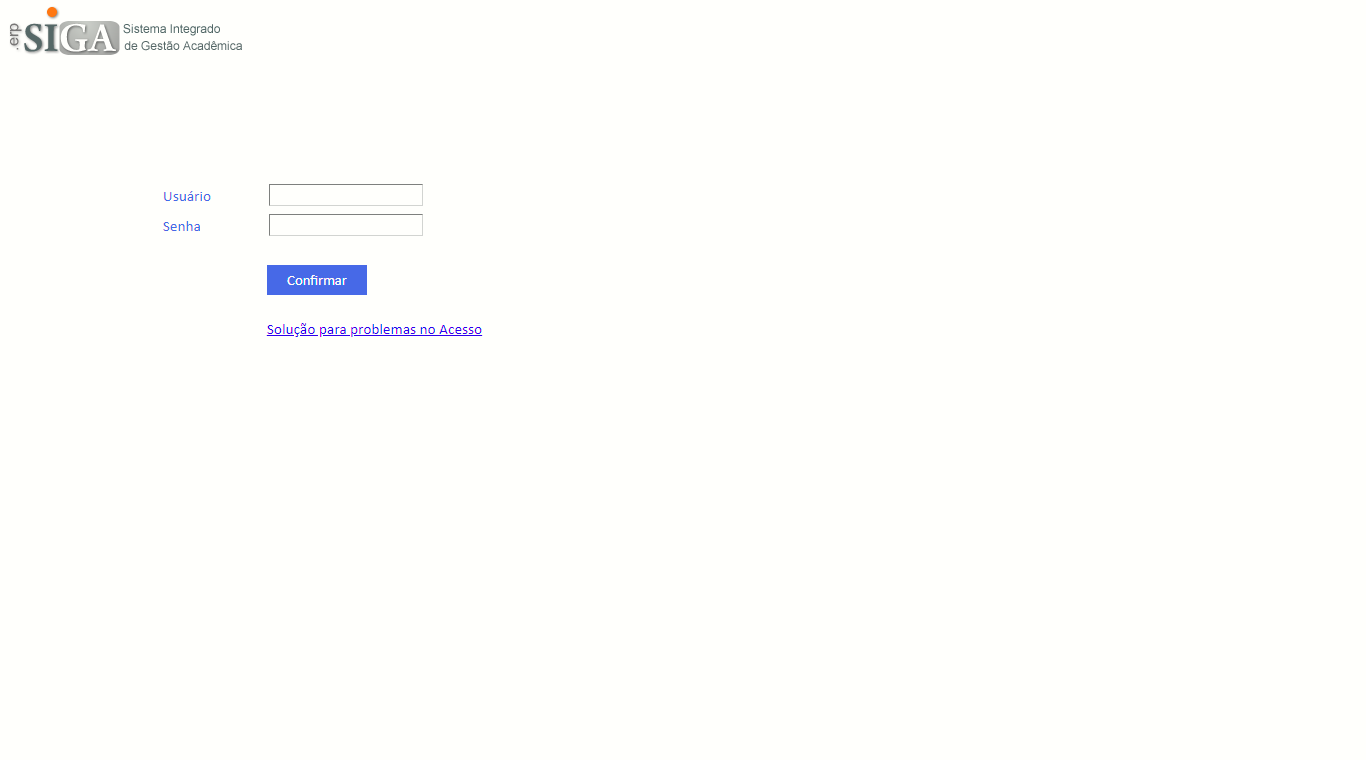 .erp
SIGA
Sistema Integrado
de Gestão Acadêmica
Usuário
Senha
Confirmar
Solução para problemas no Acesso